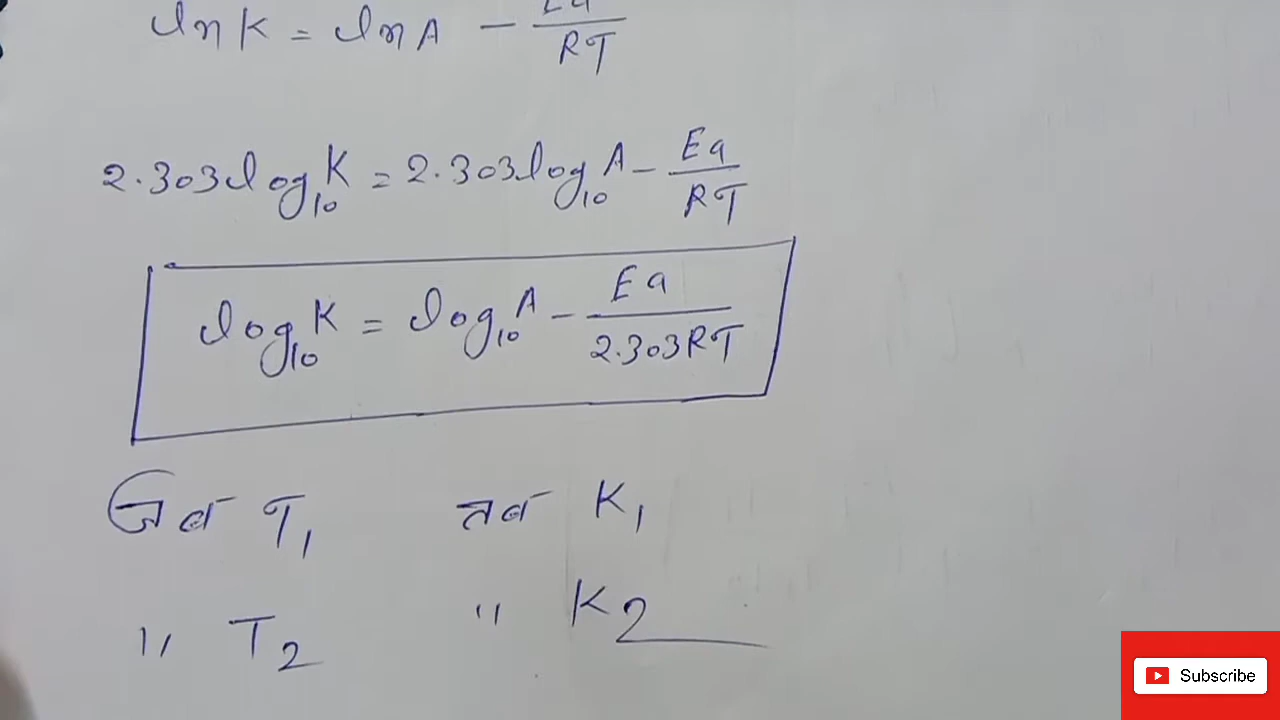 ln K = ln A - Ea/RT
2.303 log₁₀ K = 2.303 log₁₀ A - Ea/RT
log₁₀ K = log₁₀ A - Ea/2.303RT
जब T₁ तब K₁
" T₂ " K₂
Subscribe